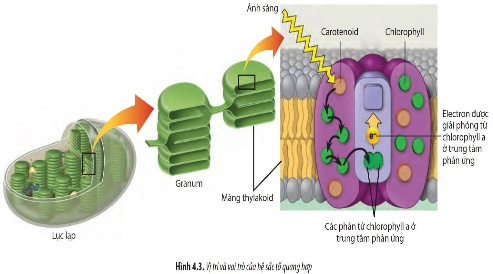 Ánh sáng
Carotenoid
Chlorophyll
Electron được
giải phóng từ
chlorophyll a
ở trung tâm
phản ứng
e-
Granum
Màng thylakoid
Các phân tử chlorophyll a ở
trung tâm phản ứng
Lục lạp
Hình 4.3. Vị trí và vai trò của hệ sắc tố quang hợp